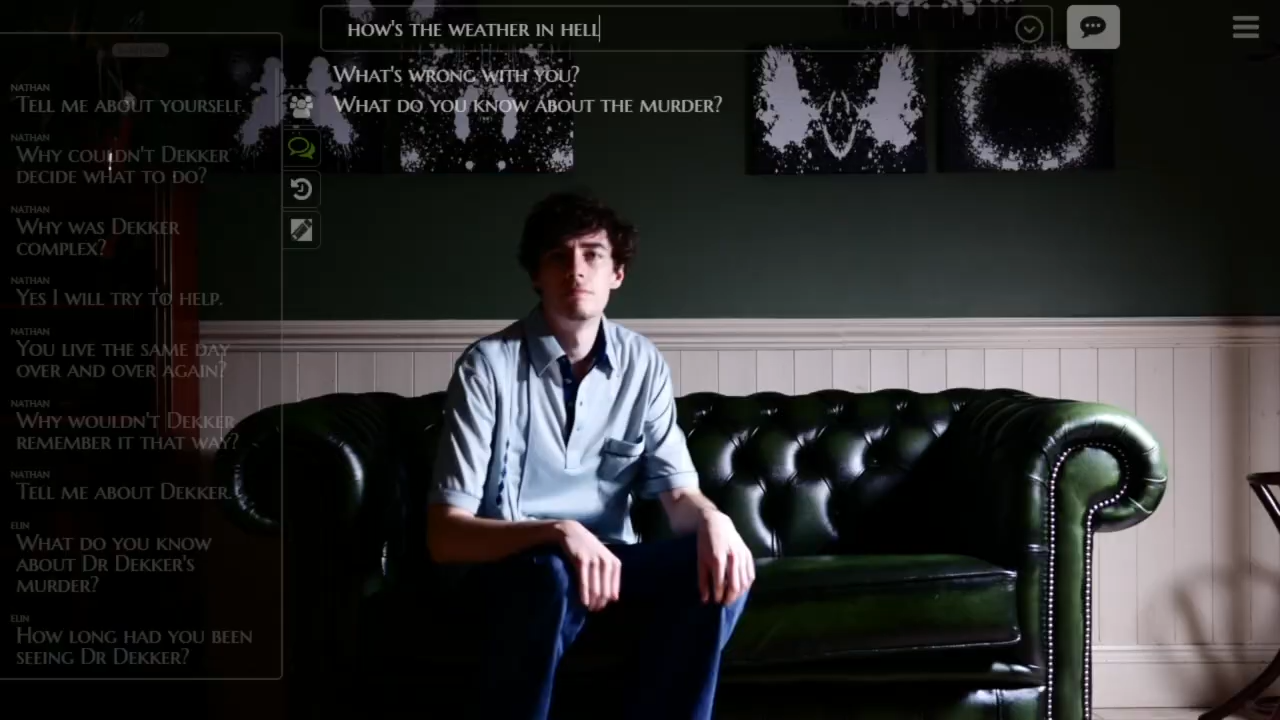 HOW'S THE WEATHER IN HELL
WHAT'S WRONG WITH YOU?
WHAT DO YOU KNOW ABOUT THE MURDER?
NATHAN
TELL ME ABOUT YOURSELF.
NATHAN
WHY COULDN'T DEKKER
DECIDE WHAT TO DO?
NATHAN
WHY WAS DEKKER
COMPLEX?
NATHAN
YES I WILL TRY TO HELP.
NATHAN
YOU LIVE THE SAME DAY
OVER AND OVER AGAIN?
NATHAN
WHY WOULDN'T DEKKER
REMEMBER IT THAT WAY?
NATHAN
TELL ME ABOUT DEKKER.
ELIN
WHAT DO YOU KNOW
ABOUT DR DEKKER'S
MURDER?
ELIN
HOW LONG HAD YOU BEEN
SEEING DR DEKKER?